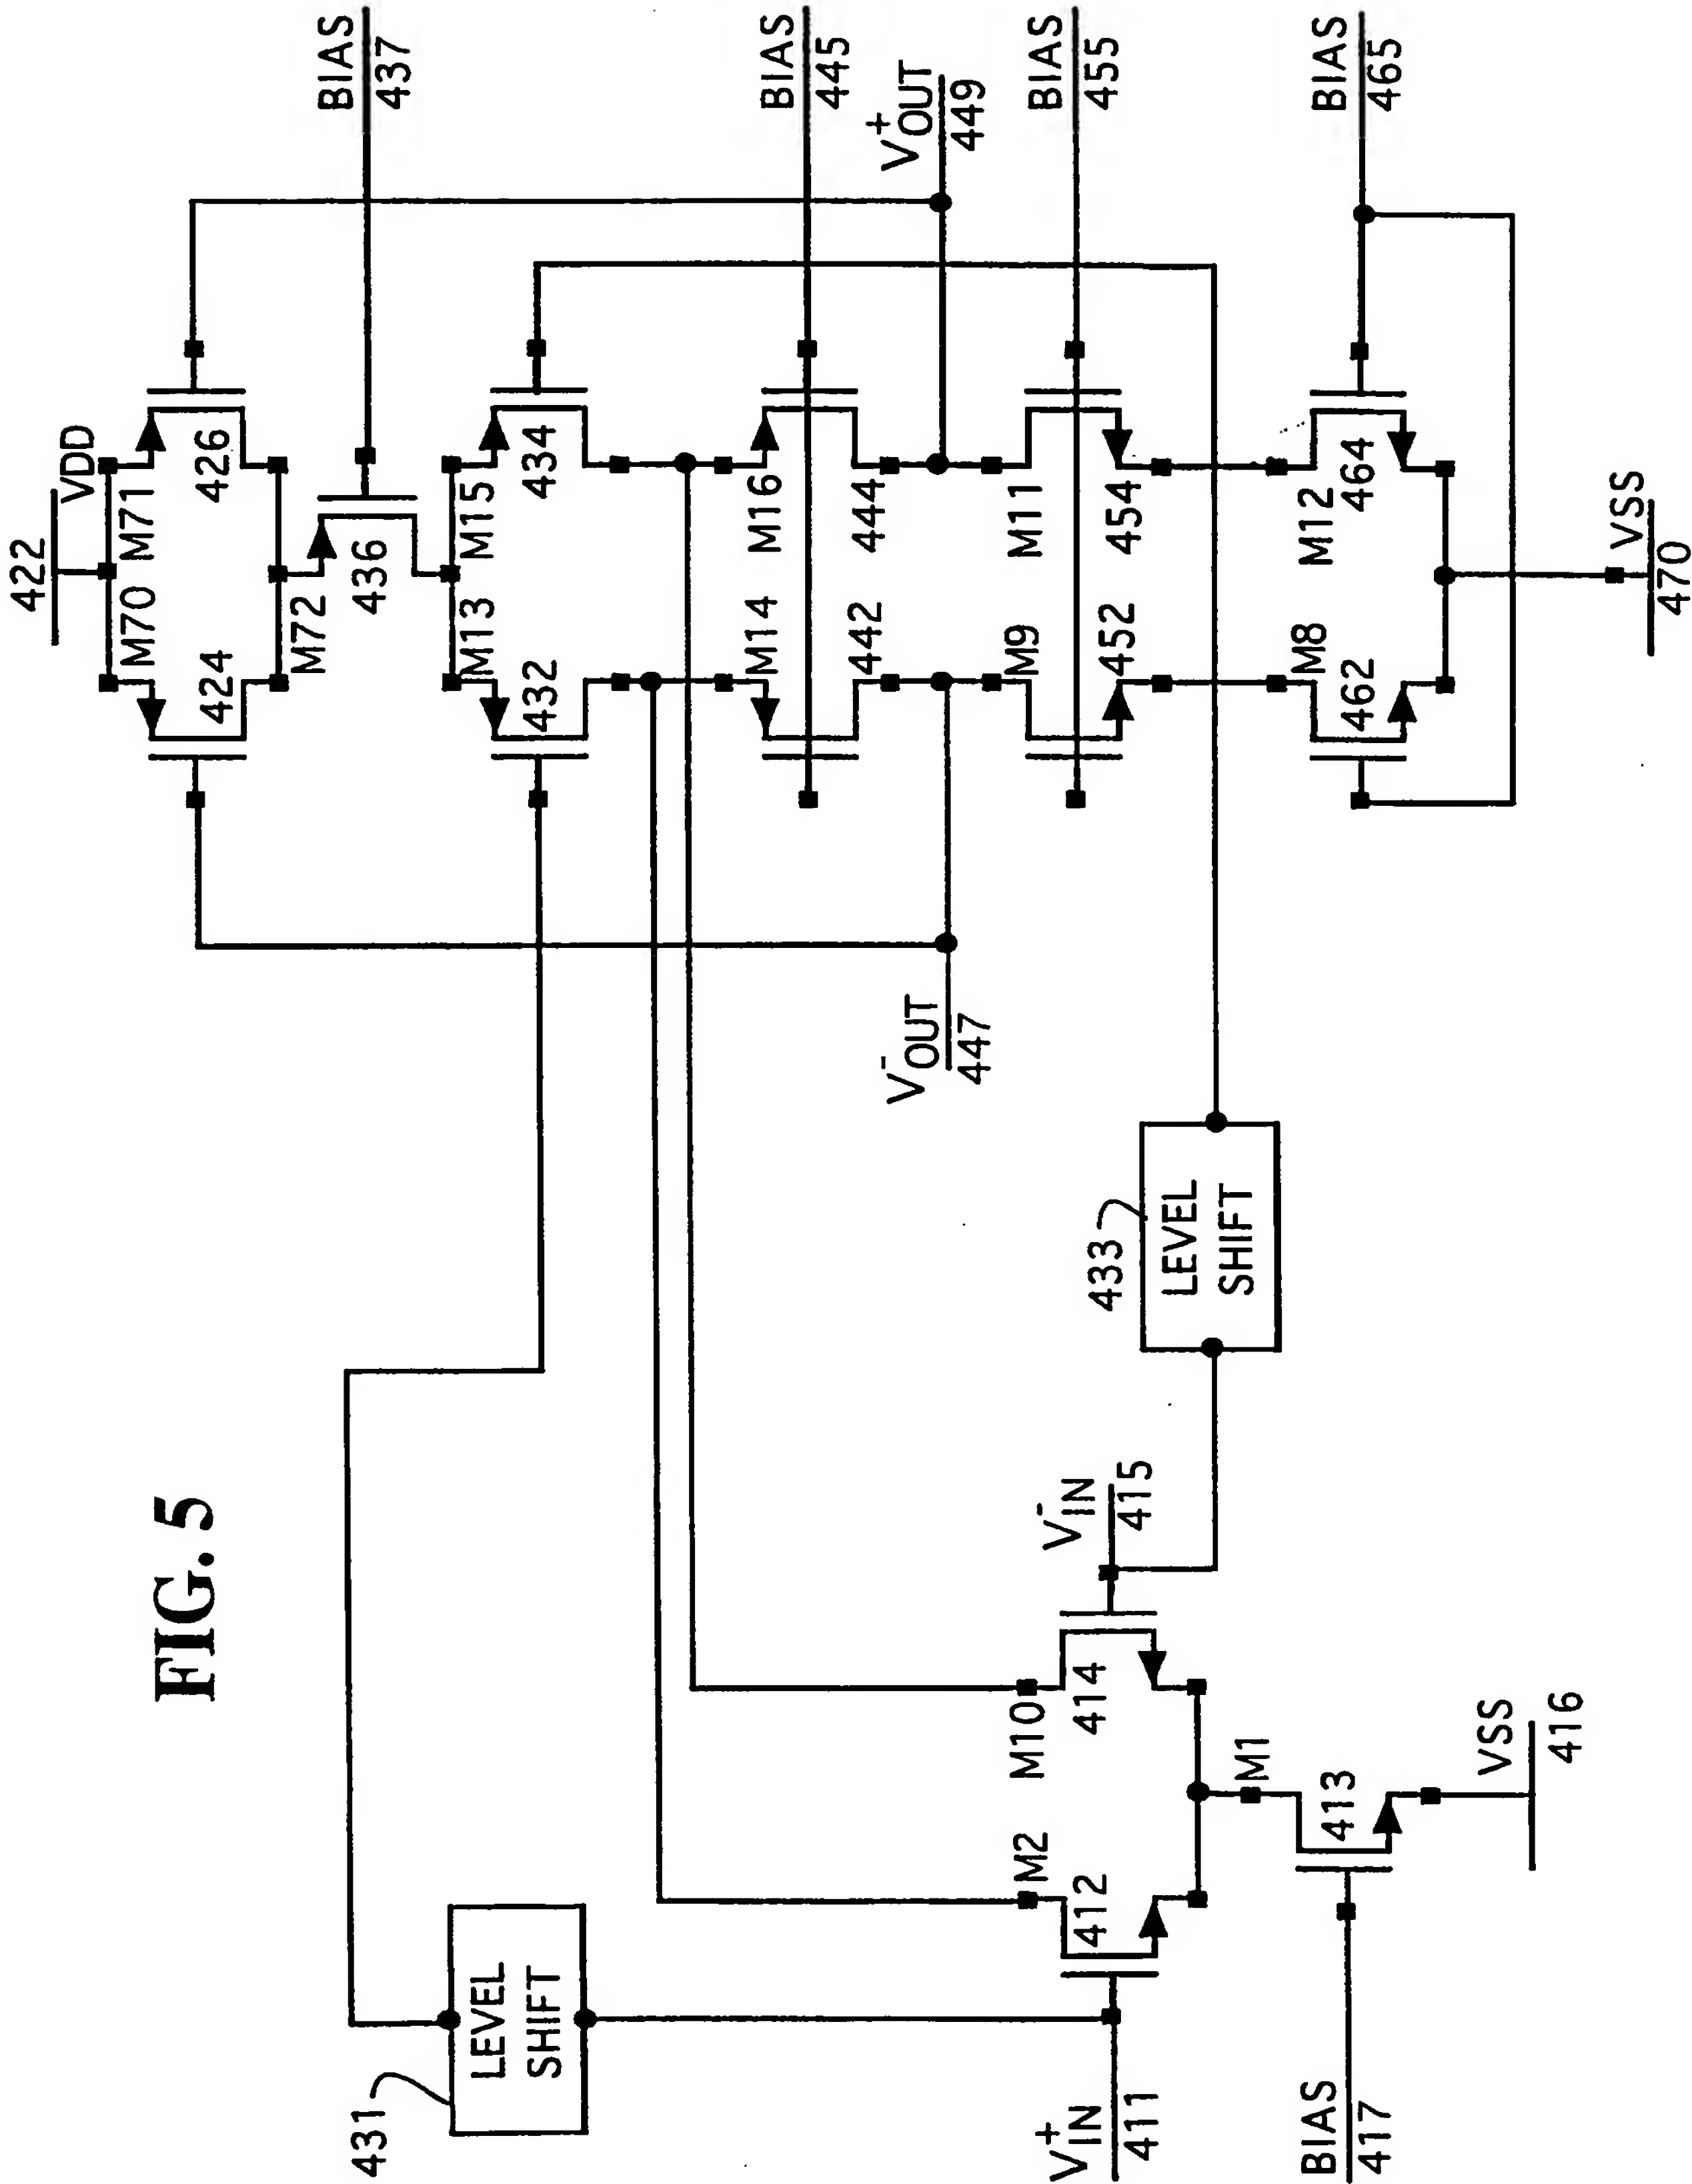 FIG. 5
422
VDD
M70 M71
424
426
BIAS
437
M72
436
M13
M15
432
434
BIAS
445
M14
M16
442
444
V+OUT
449
V-OUT
447
BIAS
455
M9
M11
452
454
BIAS
465
M8
M12
462
464
VSS
470
431
LEVEL
SHIFT
433
LEVEL
SHIFT
V+IN
411
M2
412
M10
414
V-IN
415
BIAS
417
M1
413
VSS
416